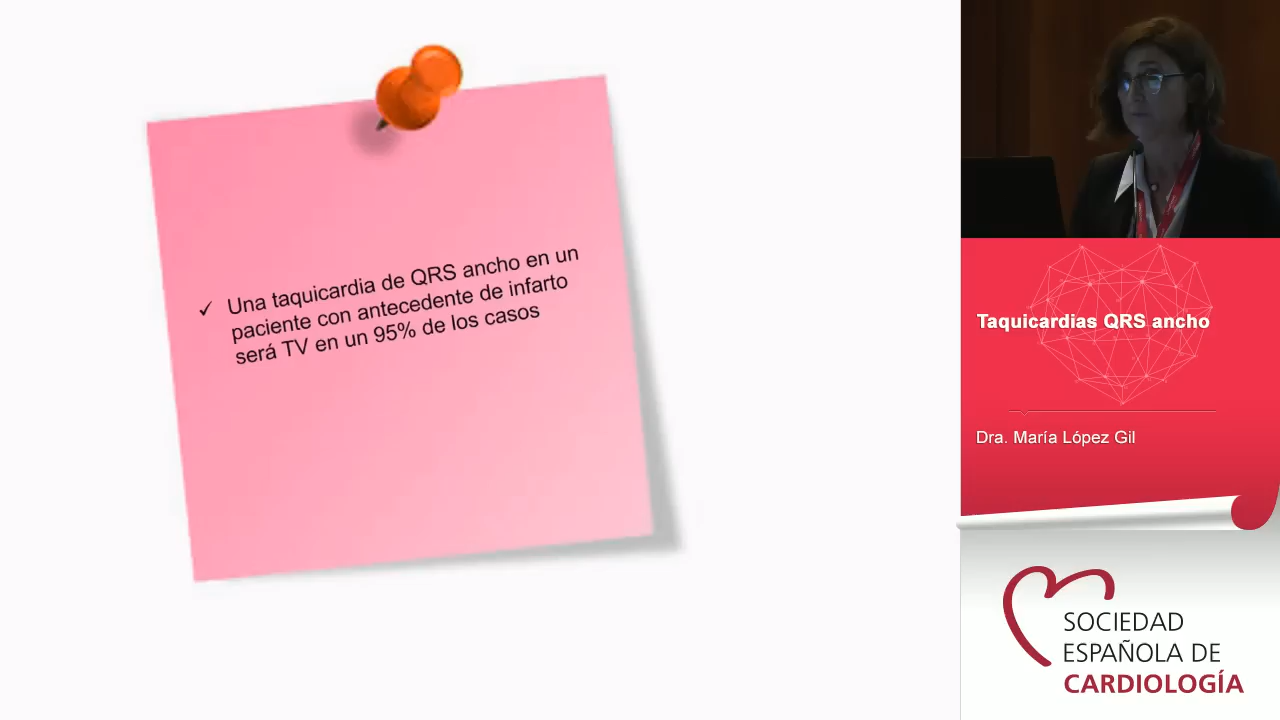 ✓ Una taquicardia de QRS ancho en un
paciente con antecedente de infarto
será TV en un 95% de los casos
Taquicardias QRS ancho
Dra. María López Gil
SOCIEDAD
ESPAÑOLA DE
CARDIOLOGÍA